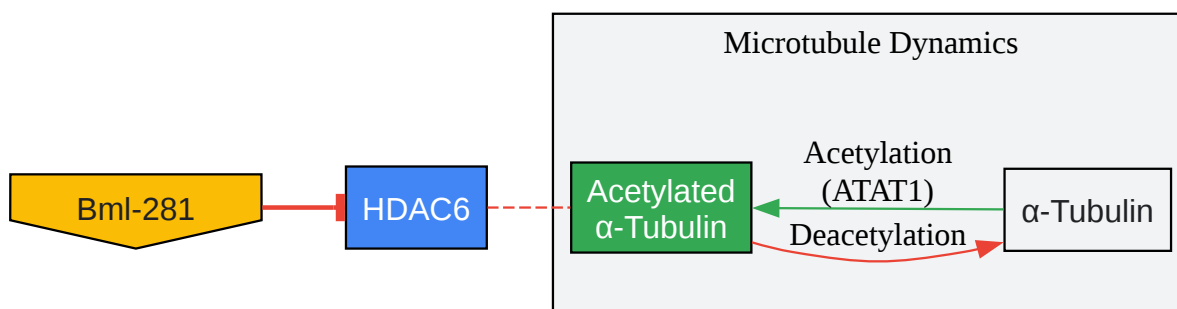 Microtubule Dynamics
Bml-281
HDAC6
Acetylated
α-Tubulin
Acetylation
(ATAT1)
Deacetylation
α-Tubulin